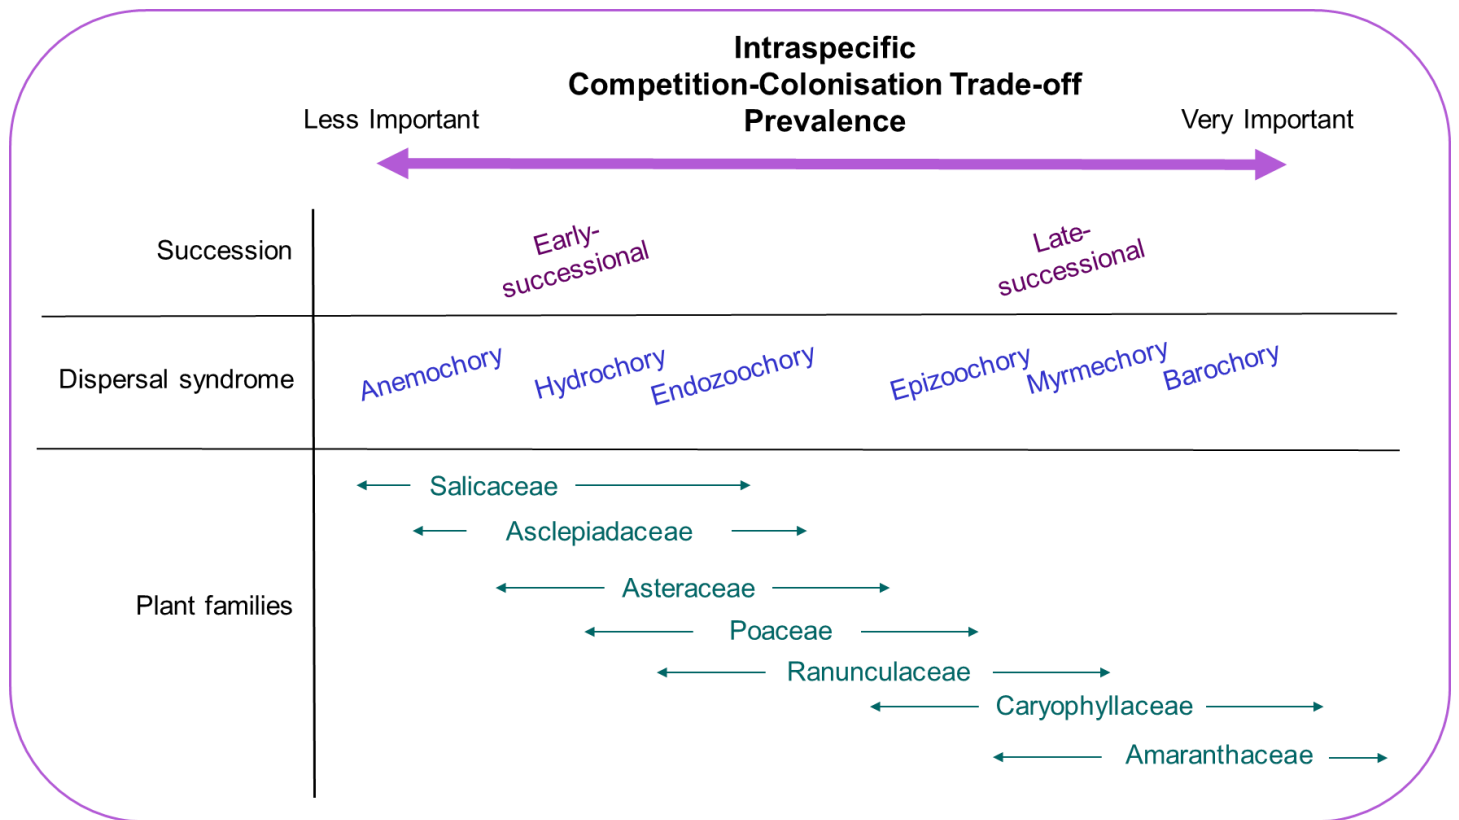 Intraspecific
Competition-Colonisation Trade-off
Prevalence
Less Important
Very Important
Succession
Early-
successional
Late-
successional
Dispersal syndrome
Anemochory
Hydrochory
Endozoochory
Epizoochory
Myrmechory
Barochory
Plant families
Salicaceae
Asclepiadaceae
Asteraceae
Poaceae
Ranunculaceae
Caryophyllaceae
Amaranthaceae